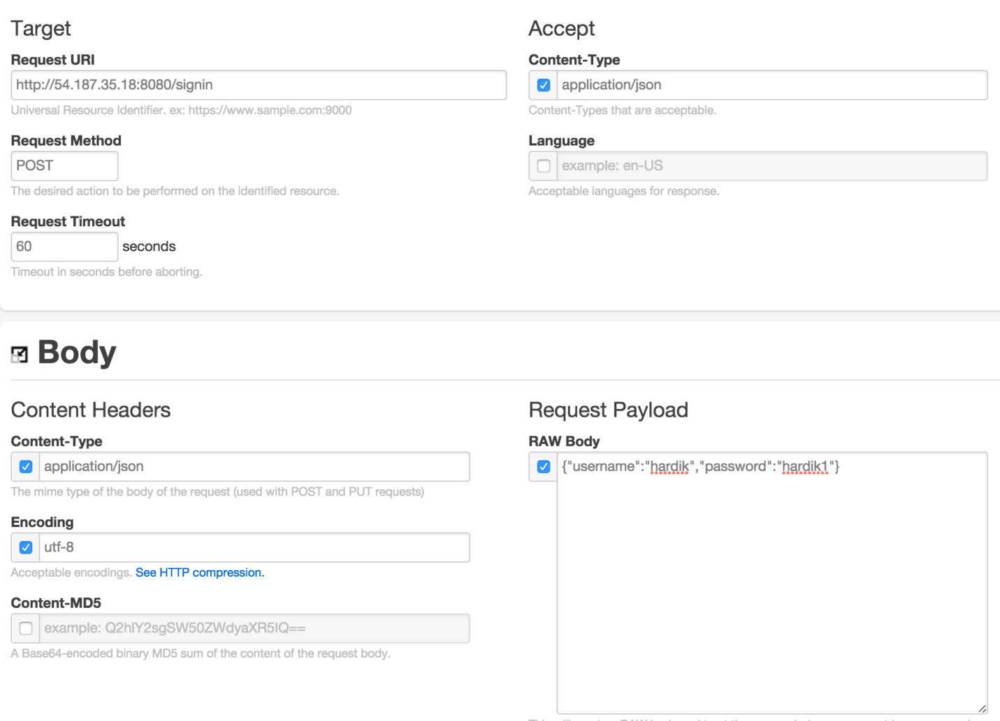 Target
Request URI
http://54.187.35.18:8080/signin
Universal Resource Identifier. ex: https://www.sample.com:9000
Request Method
POST
The desired action to be performed on the identified resource.
Request Timeout
60 seconds
Timeout in seconds before aborting.
Accept
Content-Type
application/json
Content-Types that are acceptable.
Language
example: en-US
Acceptable languages for response.
Body
Content Headers
Content-Type
application/json
The mime type of the body of the request (used with POST and PUT requests)
Encoding
utf-8
Acceptable encodings. See HTTP compression.
Content-MD5
example: Q2hlY2sgSW50ZWdyaXR5IQ==
A Base64-encoded binary MD5 sum of the content of the request body.
Request Payload
RAW Body
{"username":"hardik","password":"hardik1"}